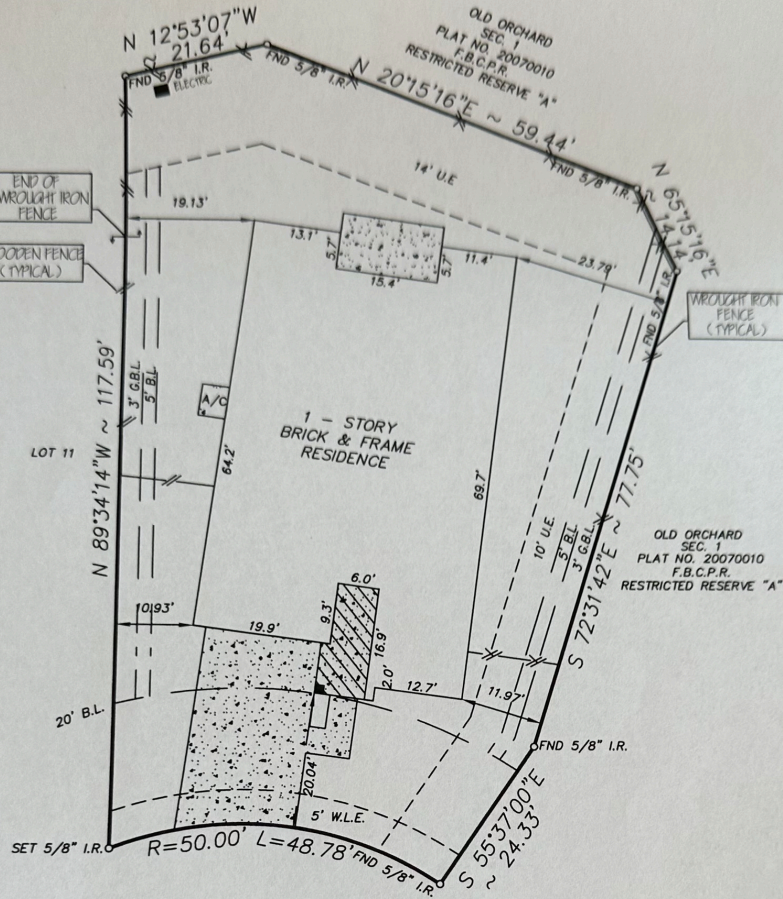 N 12°53'07"W
21.64'
FND 5/8" I.R.
ELECTRIC
OLD ORCHARD
SEC. 1
PLAT NO. 20070010
F.B.C.P.R.
RESTRICTED RESERVE "A"
FND 5/8" I.R.
N 20°15'16"E ~ 59.44'
FND 5/8" I.R.
N 65°15'16"E
~ 14.14'
14' U.E
END OF
WROUGHT IRON
FENCE
19.13'
13.1'
5.7'
15.4'
5.7'
11.4'
23.79'
FND 5/8" I.R.
WROUGHT IRON
FENCE
(TYPICAL)
OODEN FENCE
(TYPICAL)
N 89°34'14"W ~ 117.59'
3' G.B.L
5' B.L
A/C
LOT 11
1 - STORY
BRICK & FRAME
RESIDENCE
64.2'
69.7'
10' U.E.
5' B.L
3' G.B.L
S 72°31'42"E ~ 77.75'
OLD ORCHARD
SEC. 1
PLAT NO. 20070010
F.B.C.P.R.
RESTRICTED RESERVE "A"
6.0'
9.3'
16.9'
10.93'
19.9'
2.0'
12.7'
11.97'
20' B.L.
FND 5/8" I.R.
20.04'
5' W.L.E.
S 55°37'00"E
~ 24.33'
SET 5/8" I.R.
R=50.00' L=48.78'
FND 5/8" I.R.